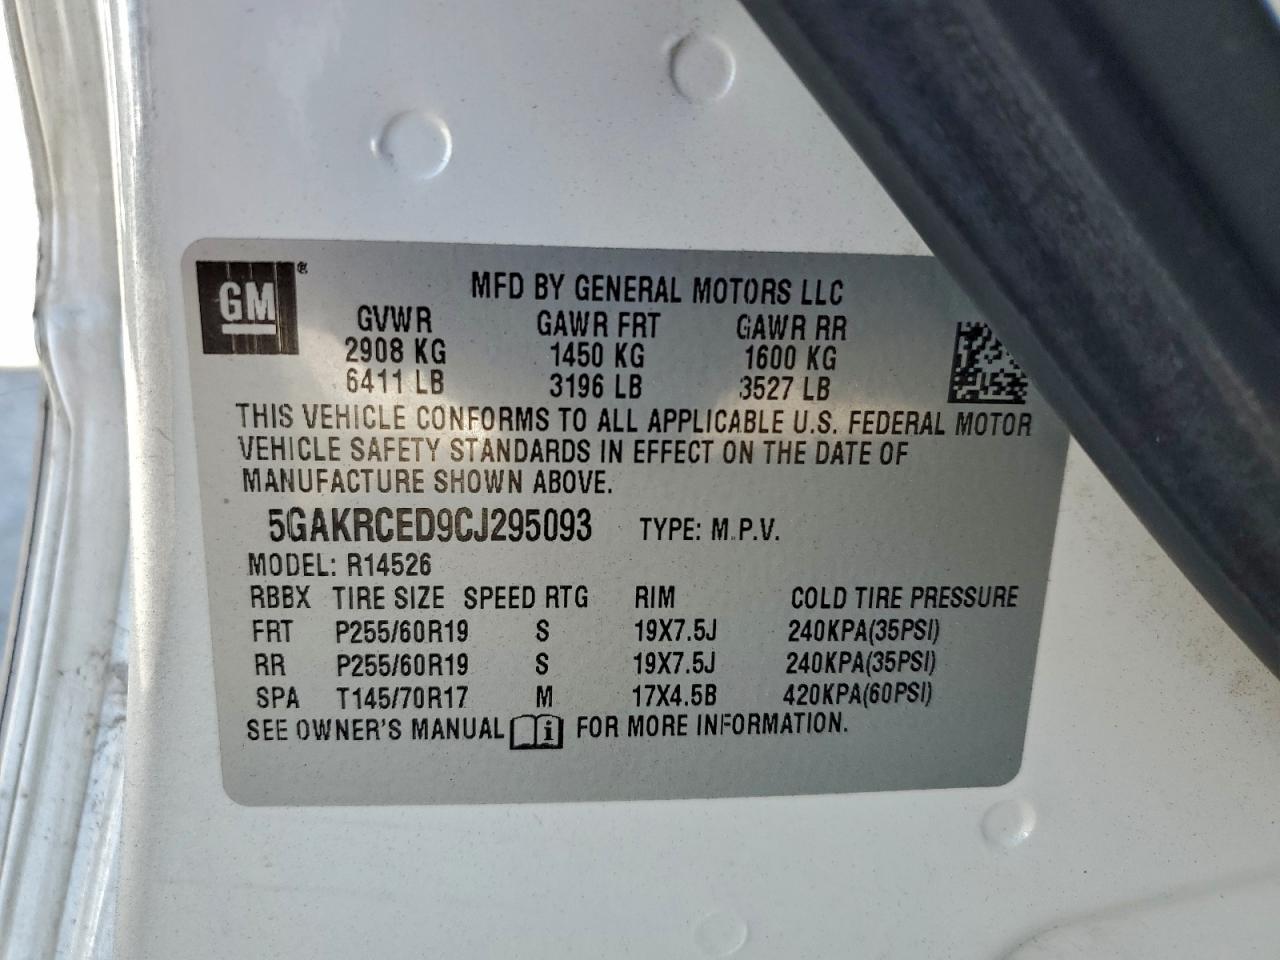 GM ®
MFD BY GENERAL MOTORS LLC
GVWR GAWR FRT GAWR RR
2908 KG 1450 KG 1600 KG
6411 LB 3196 LB 3527 LB
THIS VEHICLE CONFORMS TO ALL APPLICABLE U.S. FEDERAL MOTOR
VEHICLE SAFETY STANDARDS IN EFFECT ON THE DATE OF
MANUFACTURE SHOWN ABOVE.
5GAKRCED9CJ295093 TYPE: M.P.V.
MODEL: R14526
RBBX TIRE SIZE SPEED RTG RIM COLD TIRE PRESSURE
FRT P255/60R19 S 19X7.5J 240KPA(35PSI)
RR P255/60R19 S 19X7.5J 240KPA(35PSI)
SPA T145/70R17 M 17X4.5B 420KPA(60PSI)
SEE OWNER'S MANUAL i FOR MORE INFORMATION.